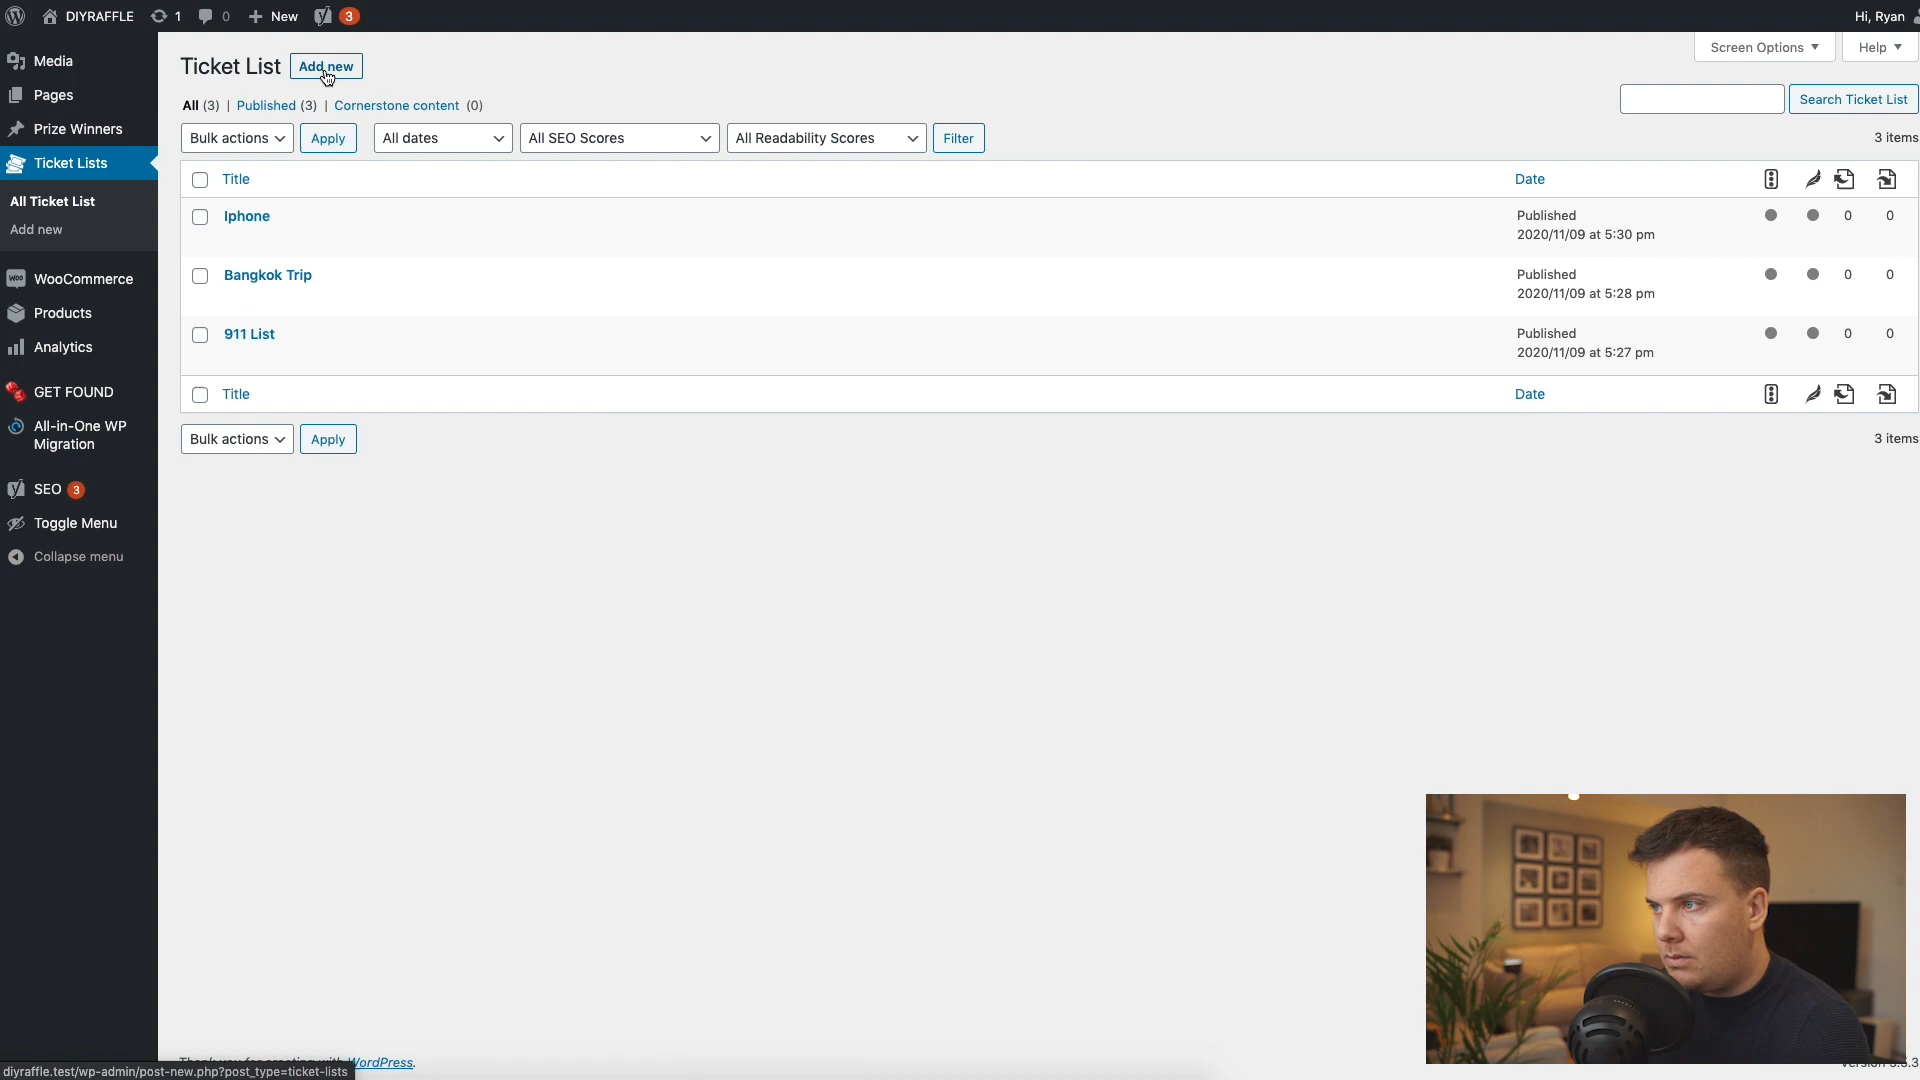 DIYRAFFLE 1 0 New 3 Hi, Ryan
Media
Pages
Prize Winners
Ticket Lists
All Ticket List
Add new
WooCommerce
Products
Analytics
GET FOUND
All-in-One WP
Migration
SEO 3
Toggle Menu
Collapse menu
Screen Options Help
Ticket List Add new
All (3) | Published (3) | Cornerstone content (0)
Search Ticket List
Bulk actions Apply All dates All SEO Scores All Readability Scores Filter 3 items
Title Date
Iphone Published 0 0
2020/11/09 at 5:30 pm
Bangkok Trip Published 0 0
2020/11/09 at 5:28 pm
911 List Published 0 0
2020/11/09 at 5:27 pm
Title Date
Bulk actions Apply 3 items
Thank you for creating with WordPress.
diyraffle.test/wp-admin/post-new.php?post_type=ticket-lists